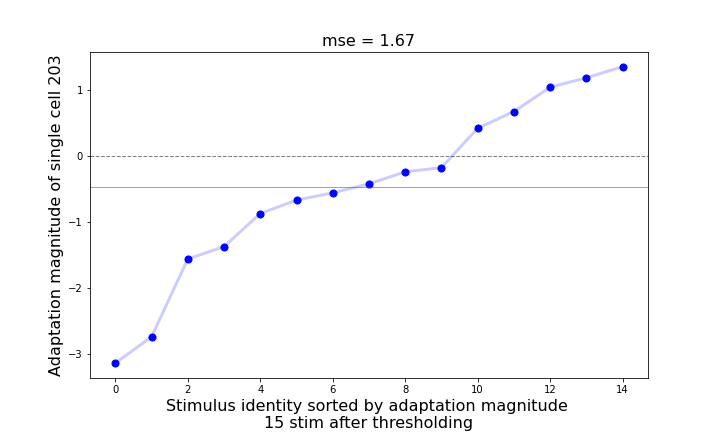 mse = 1.67
Adaptation magnitude of single cell 203
1
0
−1
−2
−3
0 2 4 6 8 10 12 14
Stimulus identity sorted by adaptation magnitude
15 stim after thresholding